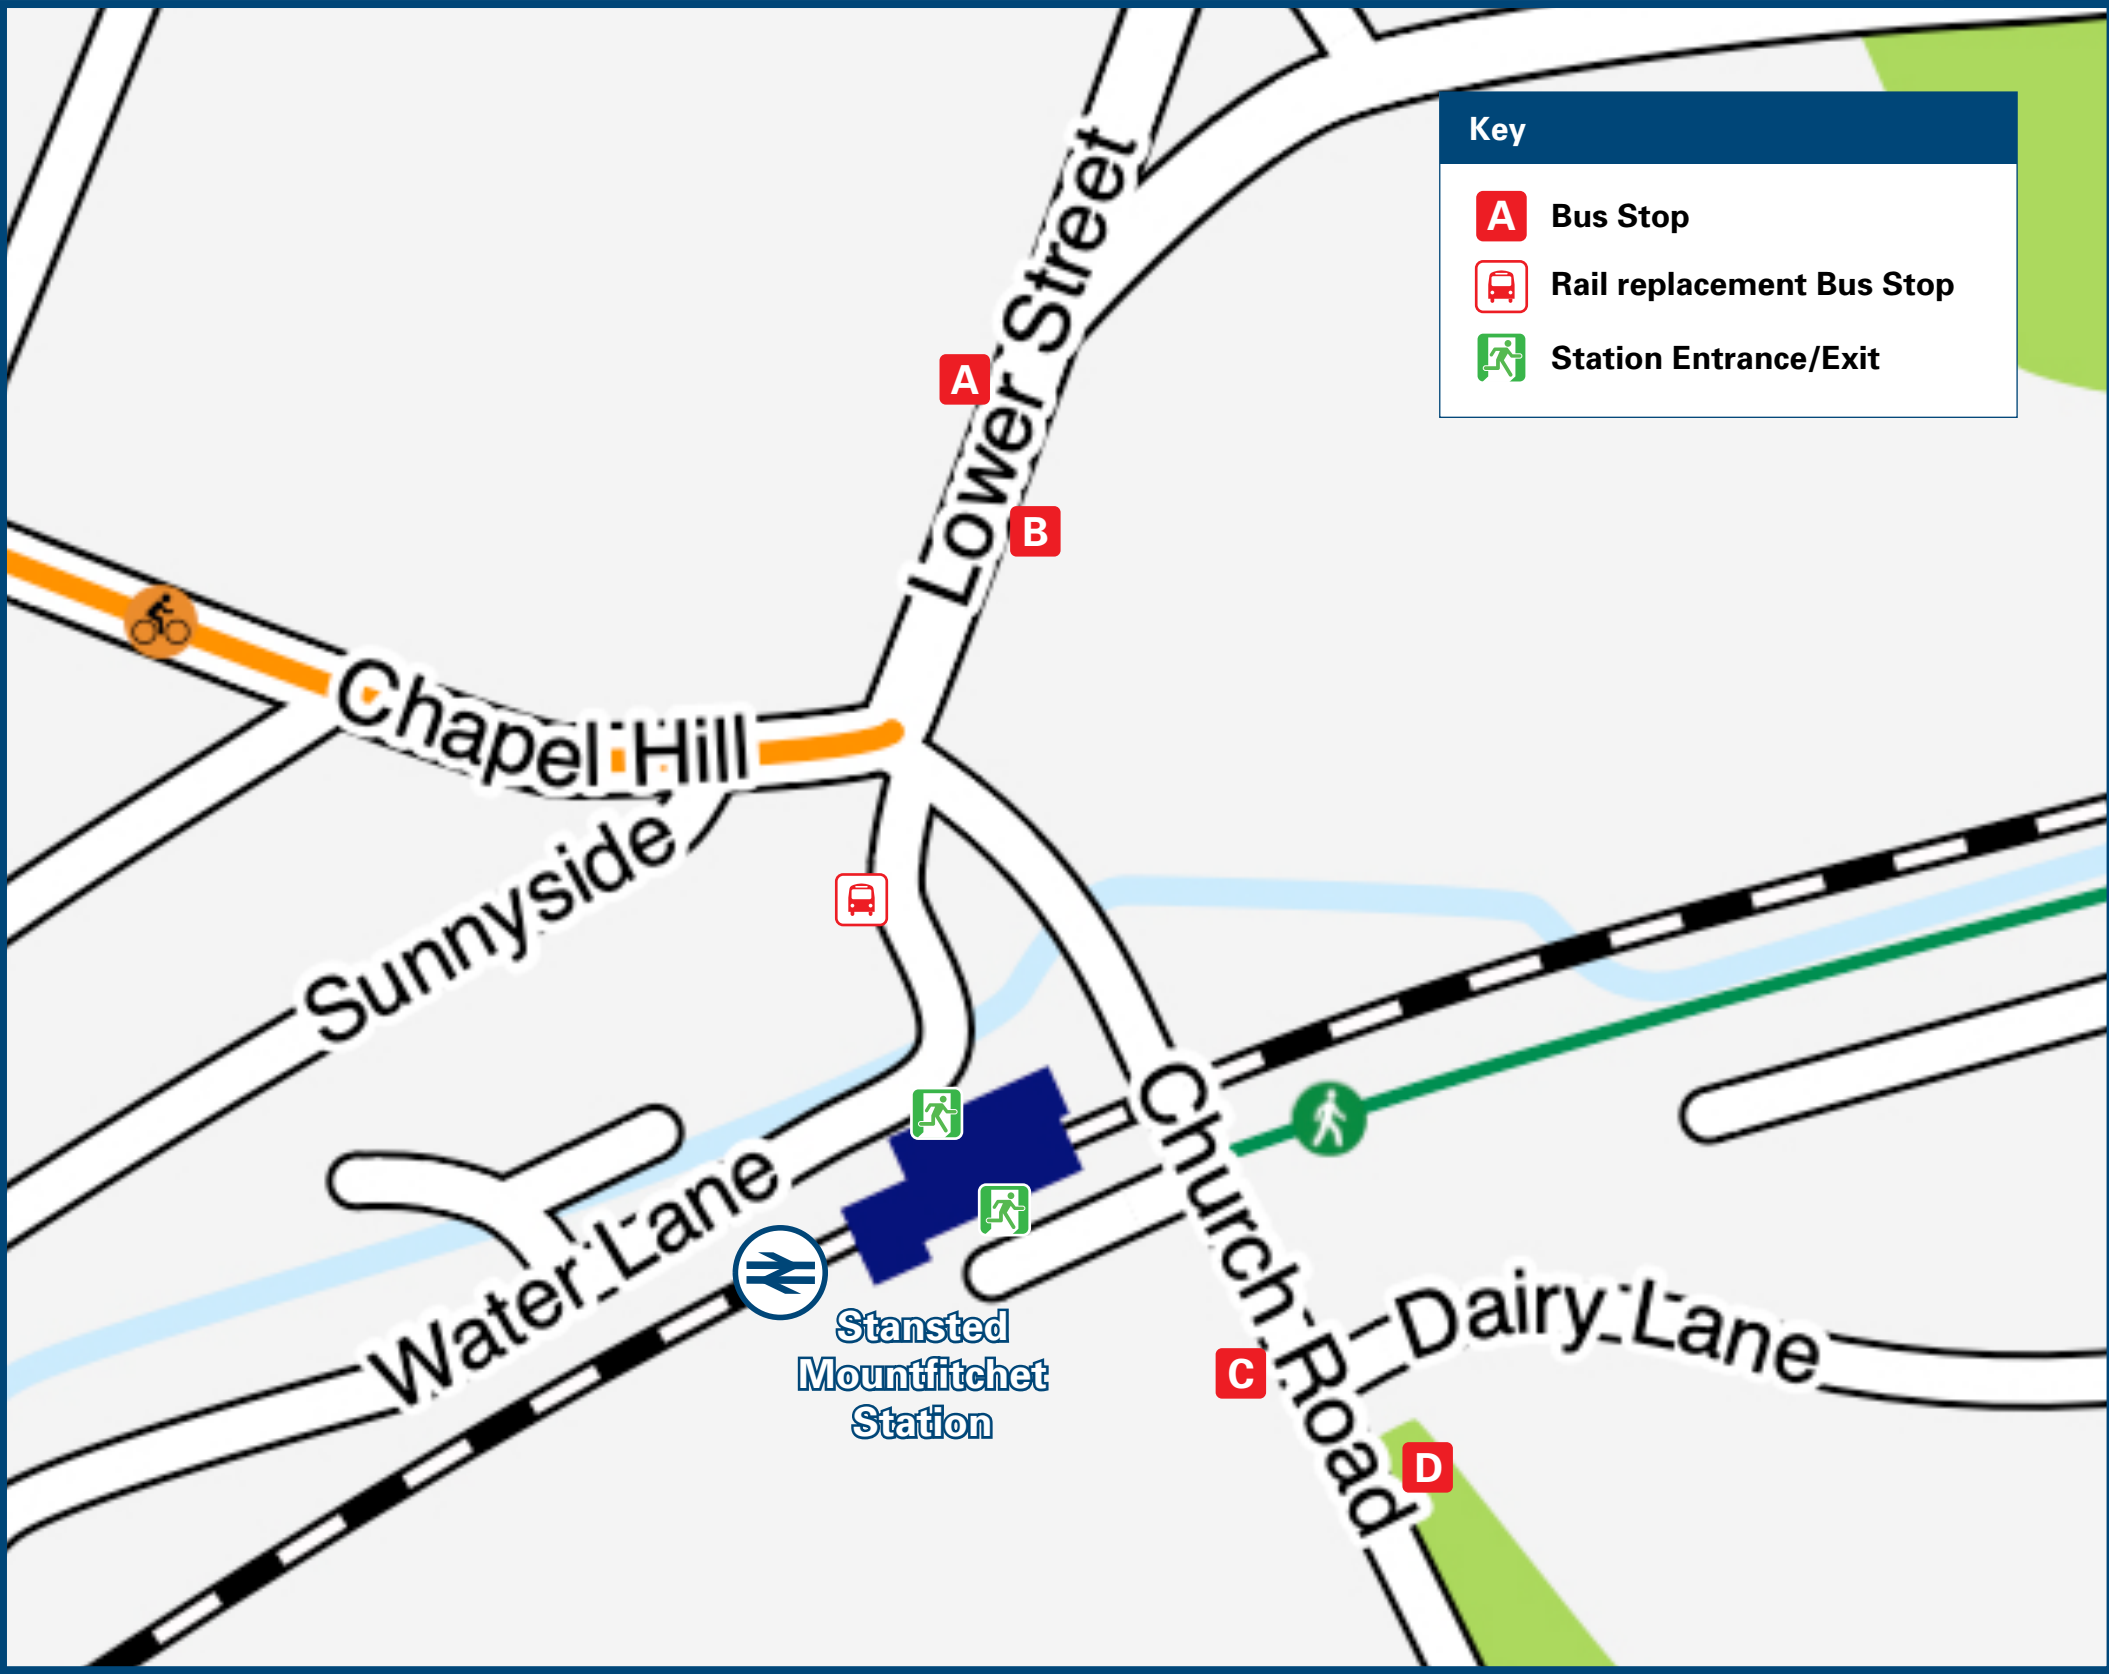 Key
A Bus Stop
Rail replacement Bus Stop
Station Entrance/Exit
Lower Street
A
B
Chapel Hill
Sunnyside
Water Lane
Church Road
Dairy Lane
Stansted
Mountfitchet
Station
C
D